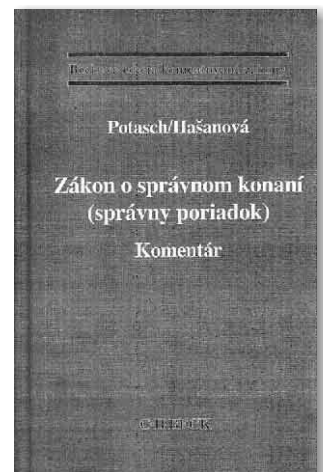 Potasch/Hašanová
Zákon o správnom konaní
(správny poriadok)
Komentár
C·H·BECK